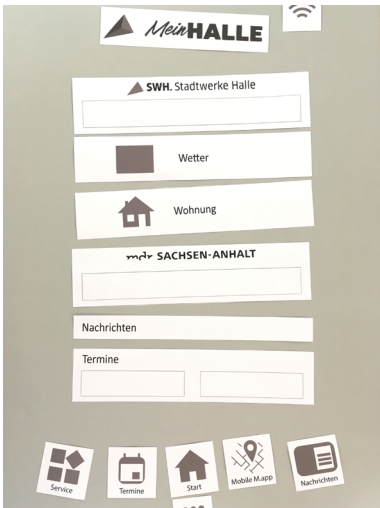 MeinHALLE
SWH. Stadtwerke Halle
Wetter
Wohnung
mdr SACHSEN-ANHALT
Nachrichten
Termine
Service
Termine
Start
Mobile M.app
Nachrichten